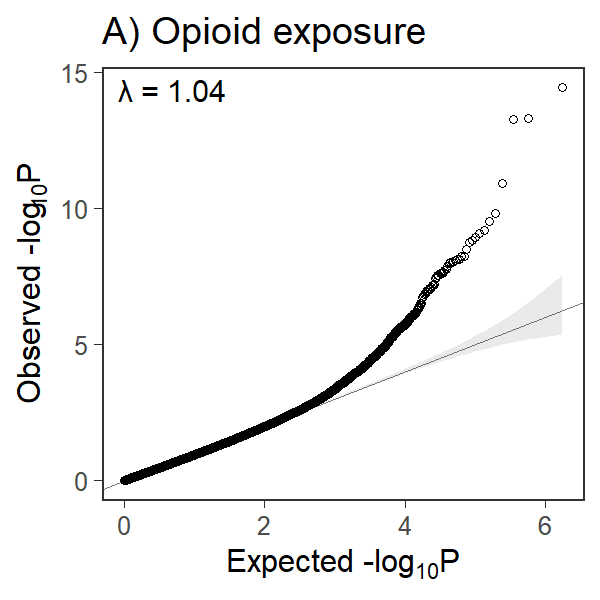 A) Opioid exposure
λ = 1.04
15
10
5
0
Observed -log₁₀P
0 2 4 6
Expected -log₁₀P